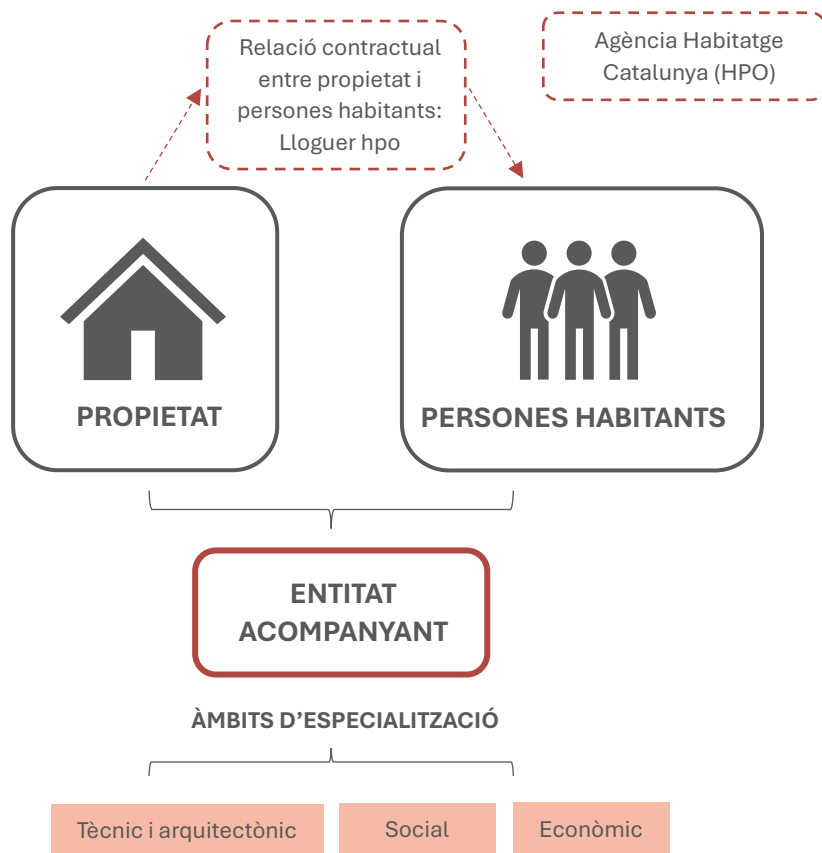 Relació contractual
entre propietat i
persones habitants:
Lloguer hpo
Agència Habitatge
Catalunya (HPO)
PROPIETAT
PERSONES HABITANTS
ENTITAT
ACOMPANYANT
ÀMBITS D’ESPECIALITZACIÓ
Tècnic i arquitectònic
Social
Econòmic